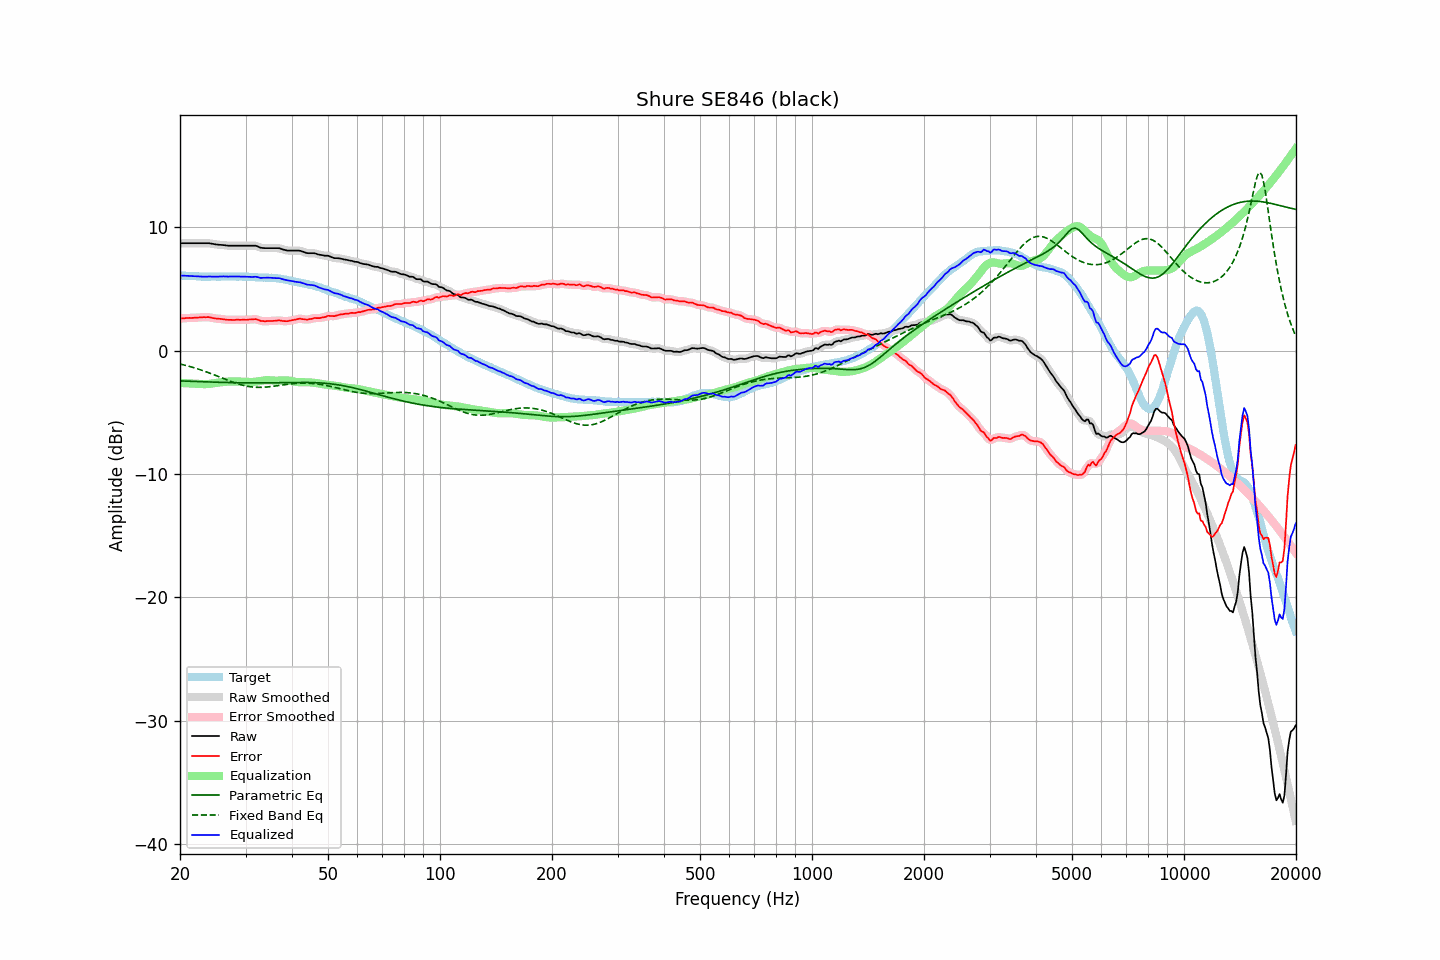 Shure SE846 (black)
Amplitude (dBr)
10
0
−10
−20
−30
−40
Target
Raw Smoothed
Error Smoothed
Raw
Error
Equalization
Parametric Eq
Fixed Band Eq
Equalized
20 50 100 200 500 1000 2000 5000 10000 20000
Frequency (Hz)